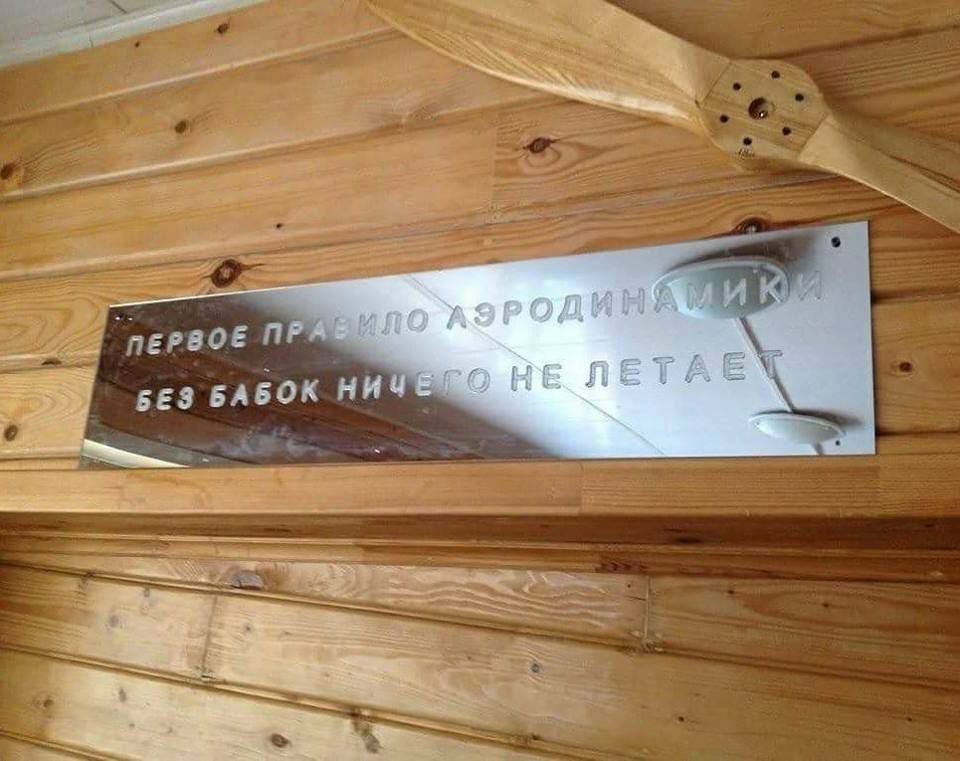 ПЕРВОЕ ПРАВИЛО АЭРОДИНАМИКИ
БЕЗ БАБОК НИЧЕГО НЕ ЛЕТАЕТ